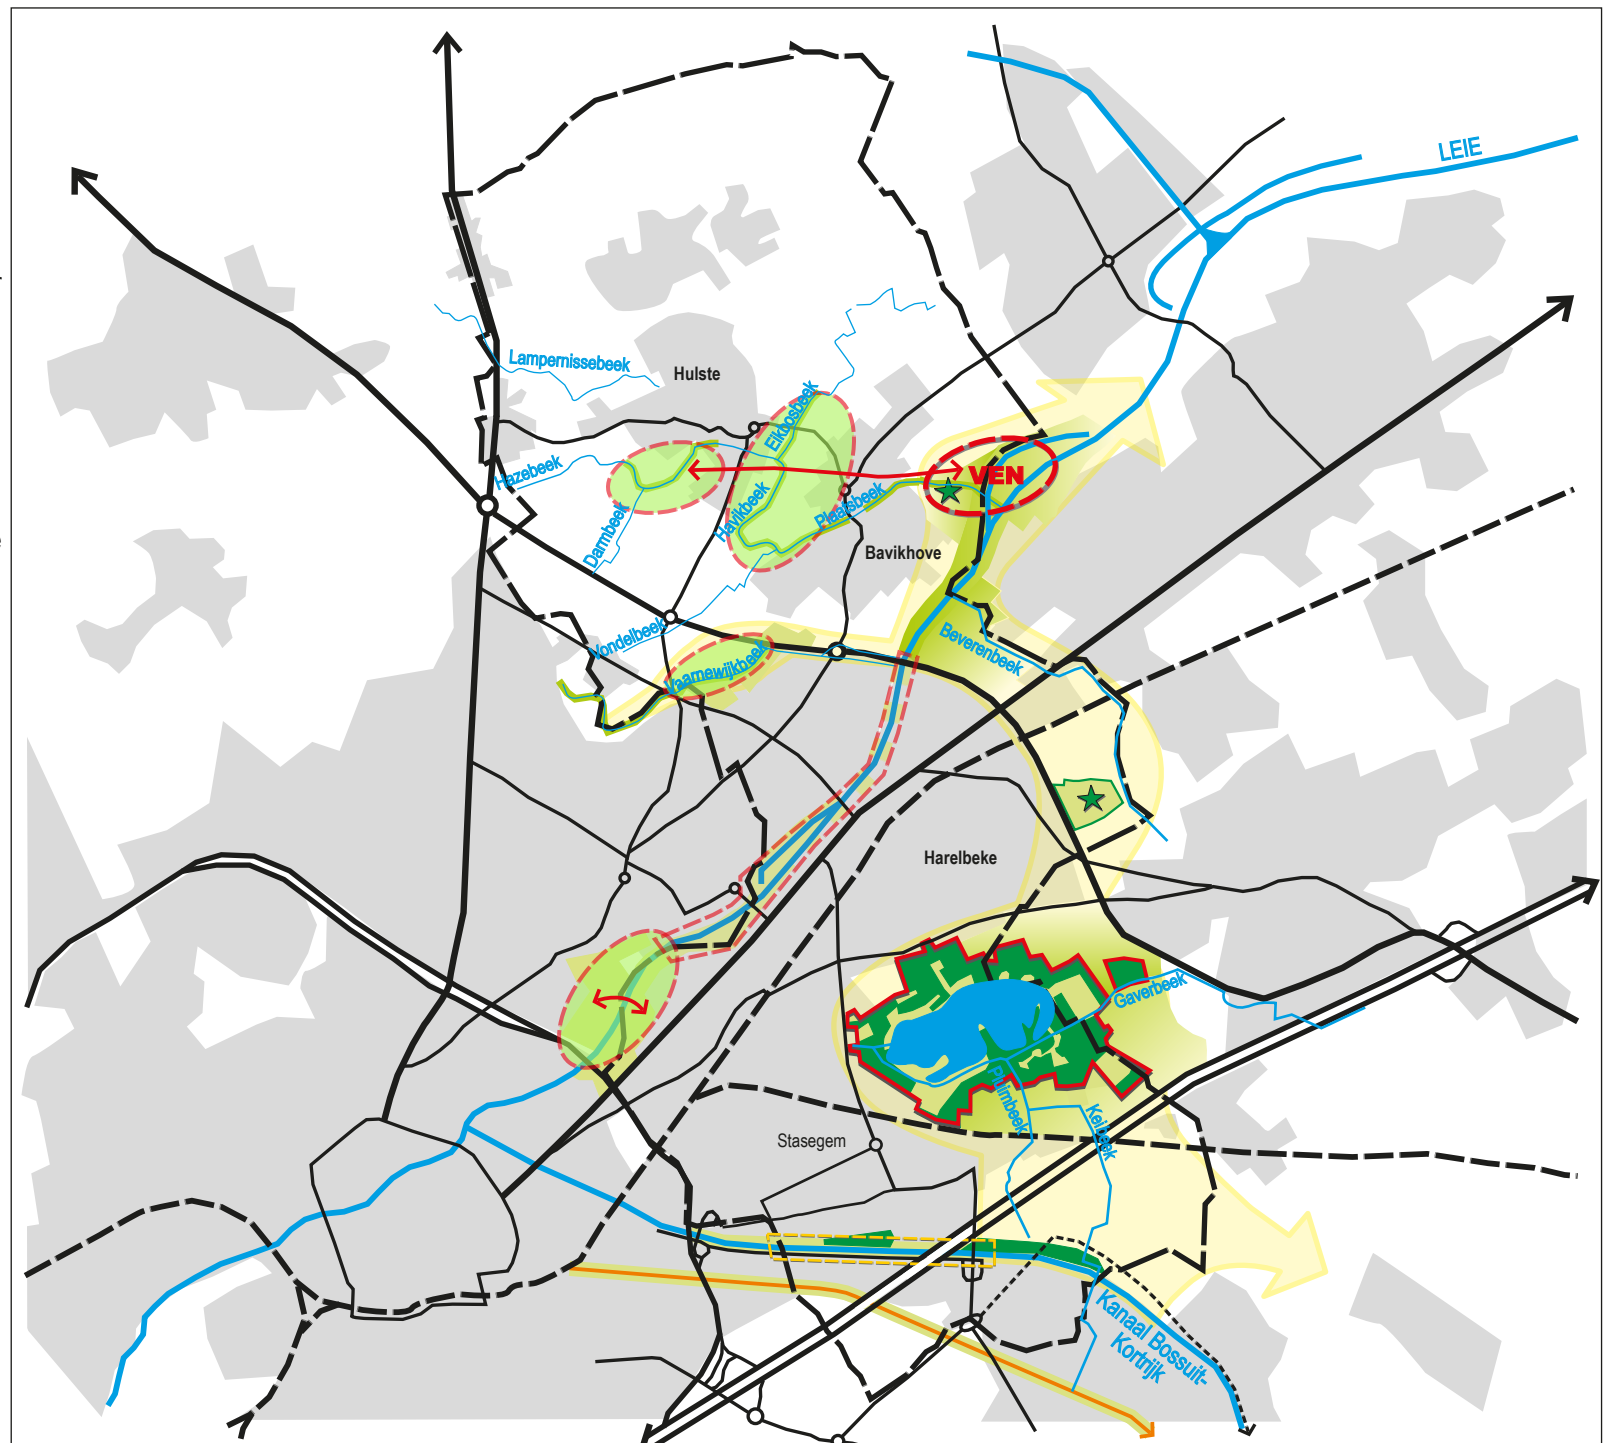 LEIE
Lampernissebeek
Hulste
Eikbosbeek
Hazebeek
VEN
Havikbeek
Plaatsbeek
Darmbeek
Bavikhove
Vondelbeek
Beverenbeek
Vaarnewijkbeek
Harelbeke
Gaverbeek
Pluimbeek
Keibeek
Stasegem
Kanaal Bossuit-
Kortrijk